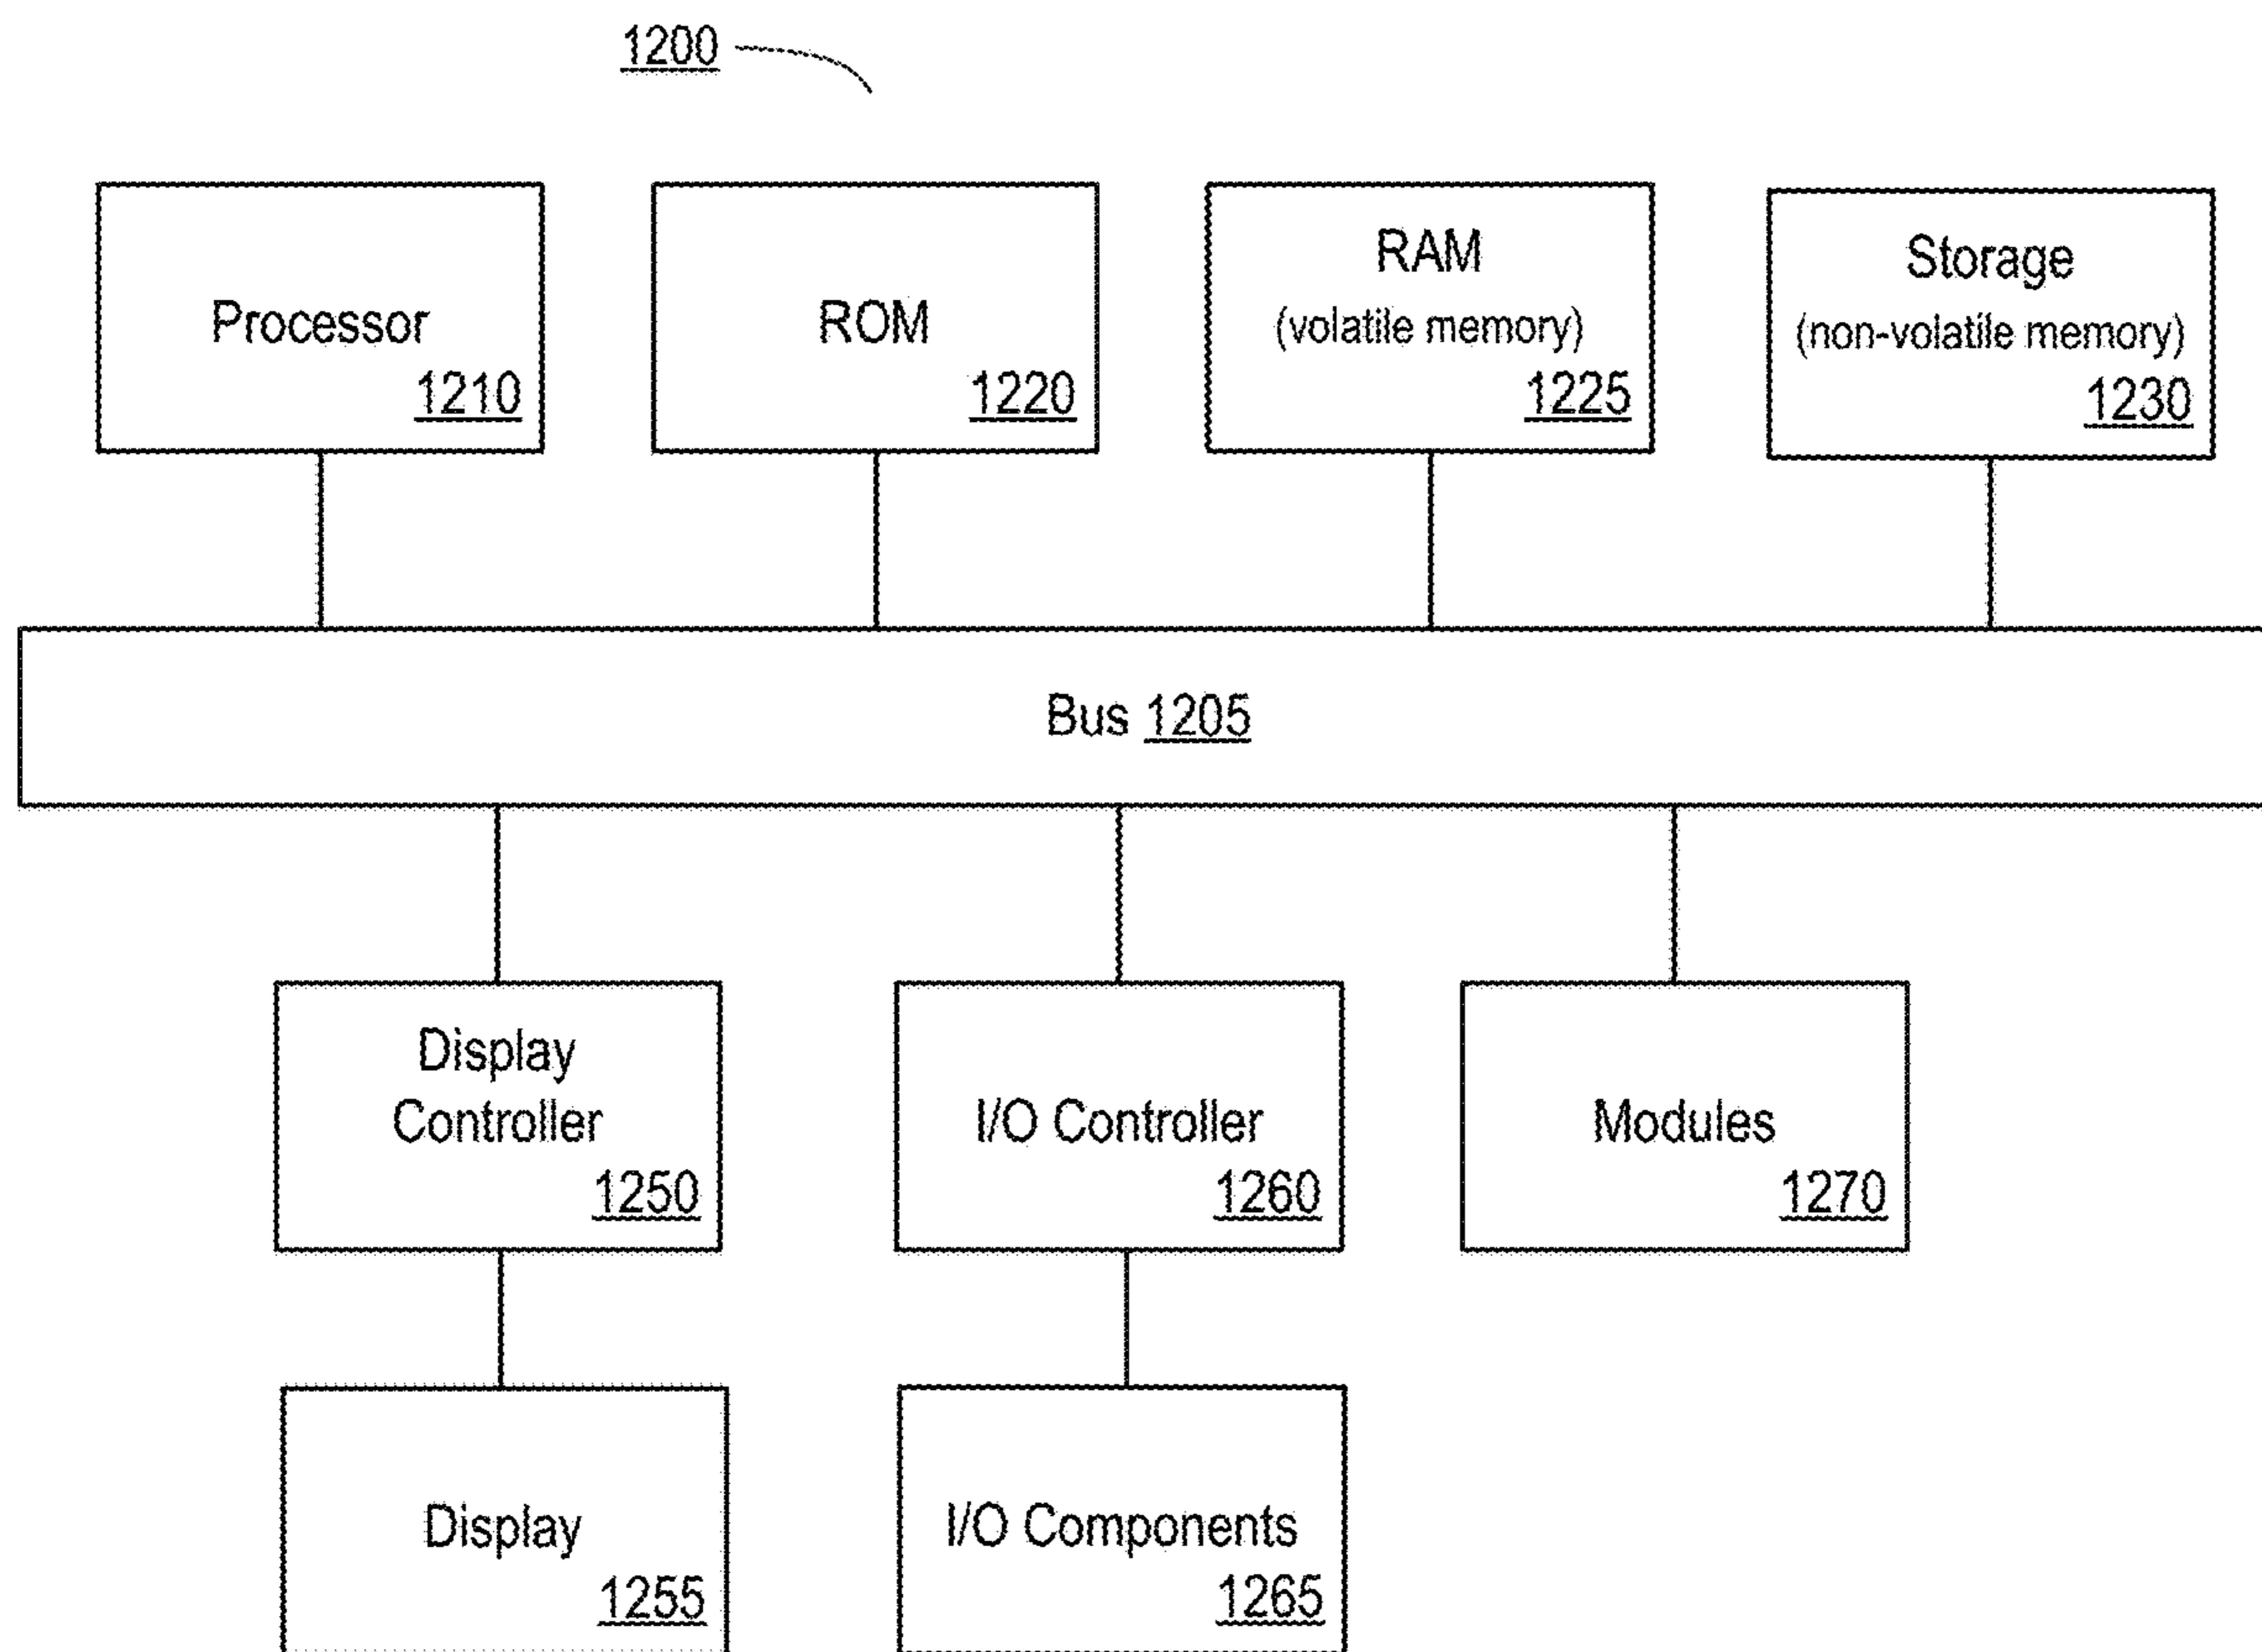 1200
Processor
1210
ROM
1220
RAM
(volatile memory)
1225
Storage
(non-volatile memory)
1230
Bus 1205
Display
Controller
1250
I/O Controller
1260
Modules
1270
Display
1255
I/O Components
1265